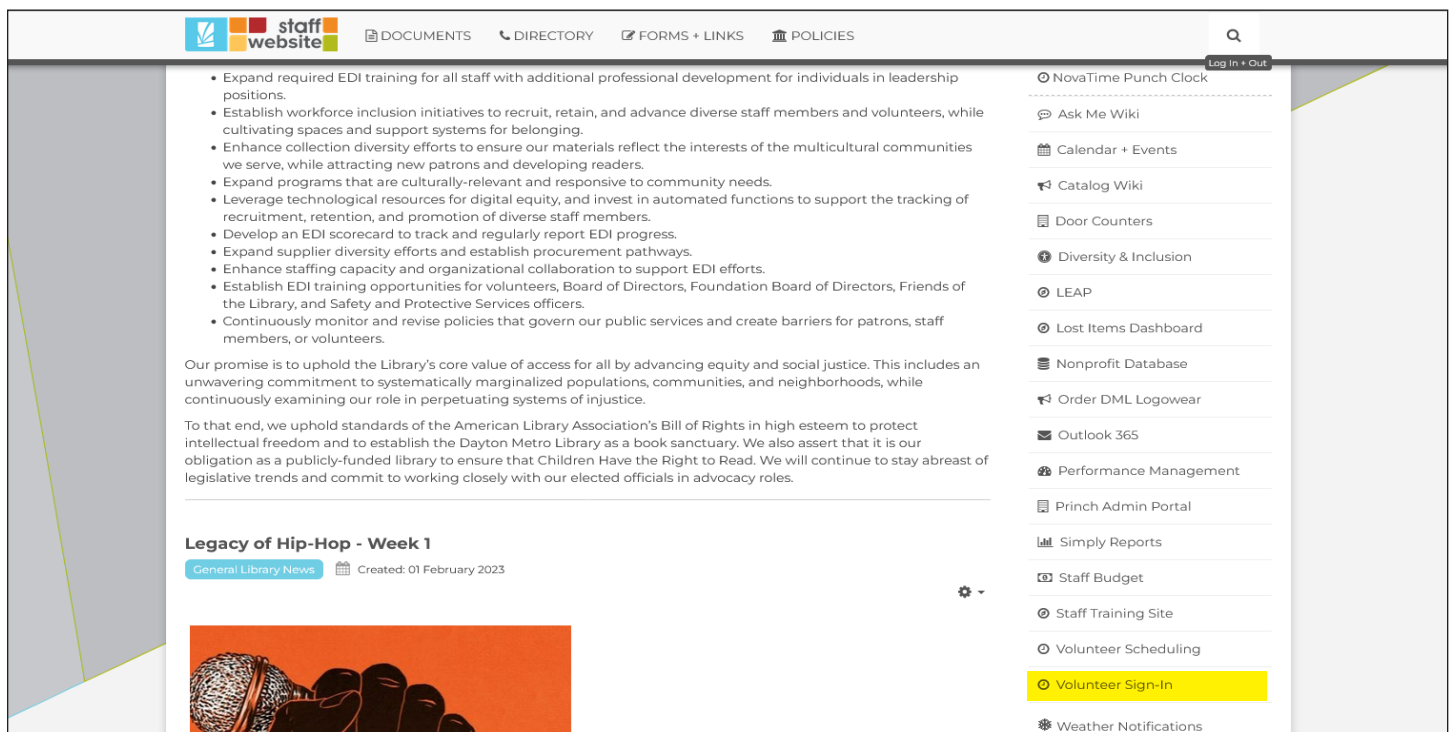 staff
website
DOCUMENTS
DIRECTORY
FORMS + LINKS
POLICIES
Log In + Out
• Expand required EDI training for all staff with additional professional development for individuals in leadership
positions.
• Establish workforce inclusion initiatives to recruit, retain, and advance diverse staff members and volunteers, while
cultivating spaces and support systems for belonging.
• Enhance collection diversity efforts to ensure our materials reflect the interests of the multicultural communities
we serve, while attracting new patrons and developing readers.
• Expand programs that are culturally-relevant and responsive to community needs.
• Leverage technological resources for digital equity, and invest in automated functions to support the tracking of
recruitment, retention, and promotion of diverse staff members.
• Develop an EDI scorecard to track and regularly report EDI progress.
• Expand supplier diversity efforts and establish procurement pathways.
• Enhance staffing capacity and organizational collaboration to support EDI efforts.
• Establish EDI training opportunities for volunteers, Board of Directors, Foundation Board of Directors, Friends of
the Library, and Safety and Protective Services officers.
• Continuously monitor and revise policies that govern our public services and create barriers for patrons, staff
members, or volunteers.
Our promise is to uphold the Library's core value of access for all by advancing equity and social justice. This includes an
unwavering commitment to systematically marginalized populations, communities, and neighborhoods, while
continuously examining our role in perpetuating systems of injustice.
To that end, we uphold standards of the American Library Association's Bill of Rights in high esteem to protect
intellectual freedom and to establish the Dayton Metro Library as a book sanctuary. We also assert that it is our
obligation as a publicly-funded library to ensure that Children Have the Right to Read. We will continue to stay abreast of
legislative trends and commit to working closely with our elected officials in advocacy roles.
Legacy of Hip-Hop - Week 1
General Library News
Created: 01 February 2023
NovaTime Punch Clock
Ask Me Wiki
Calendar + Events
Catalog Wiki
Door Counters
Diversity & Inclusion
LEAP
Lost Items Dashboard
Nonprofit Database
Order DML Logowear
Outlook 365
Performance Management
Princh Admin Portal
Simply Reports
Staff Budget
Staff Training Site
Volunteer Scheduling
Volunteer Sign-In
Weather Notifications